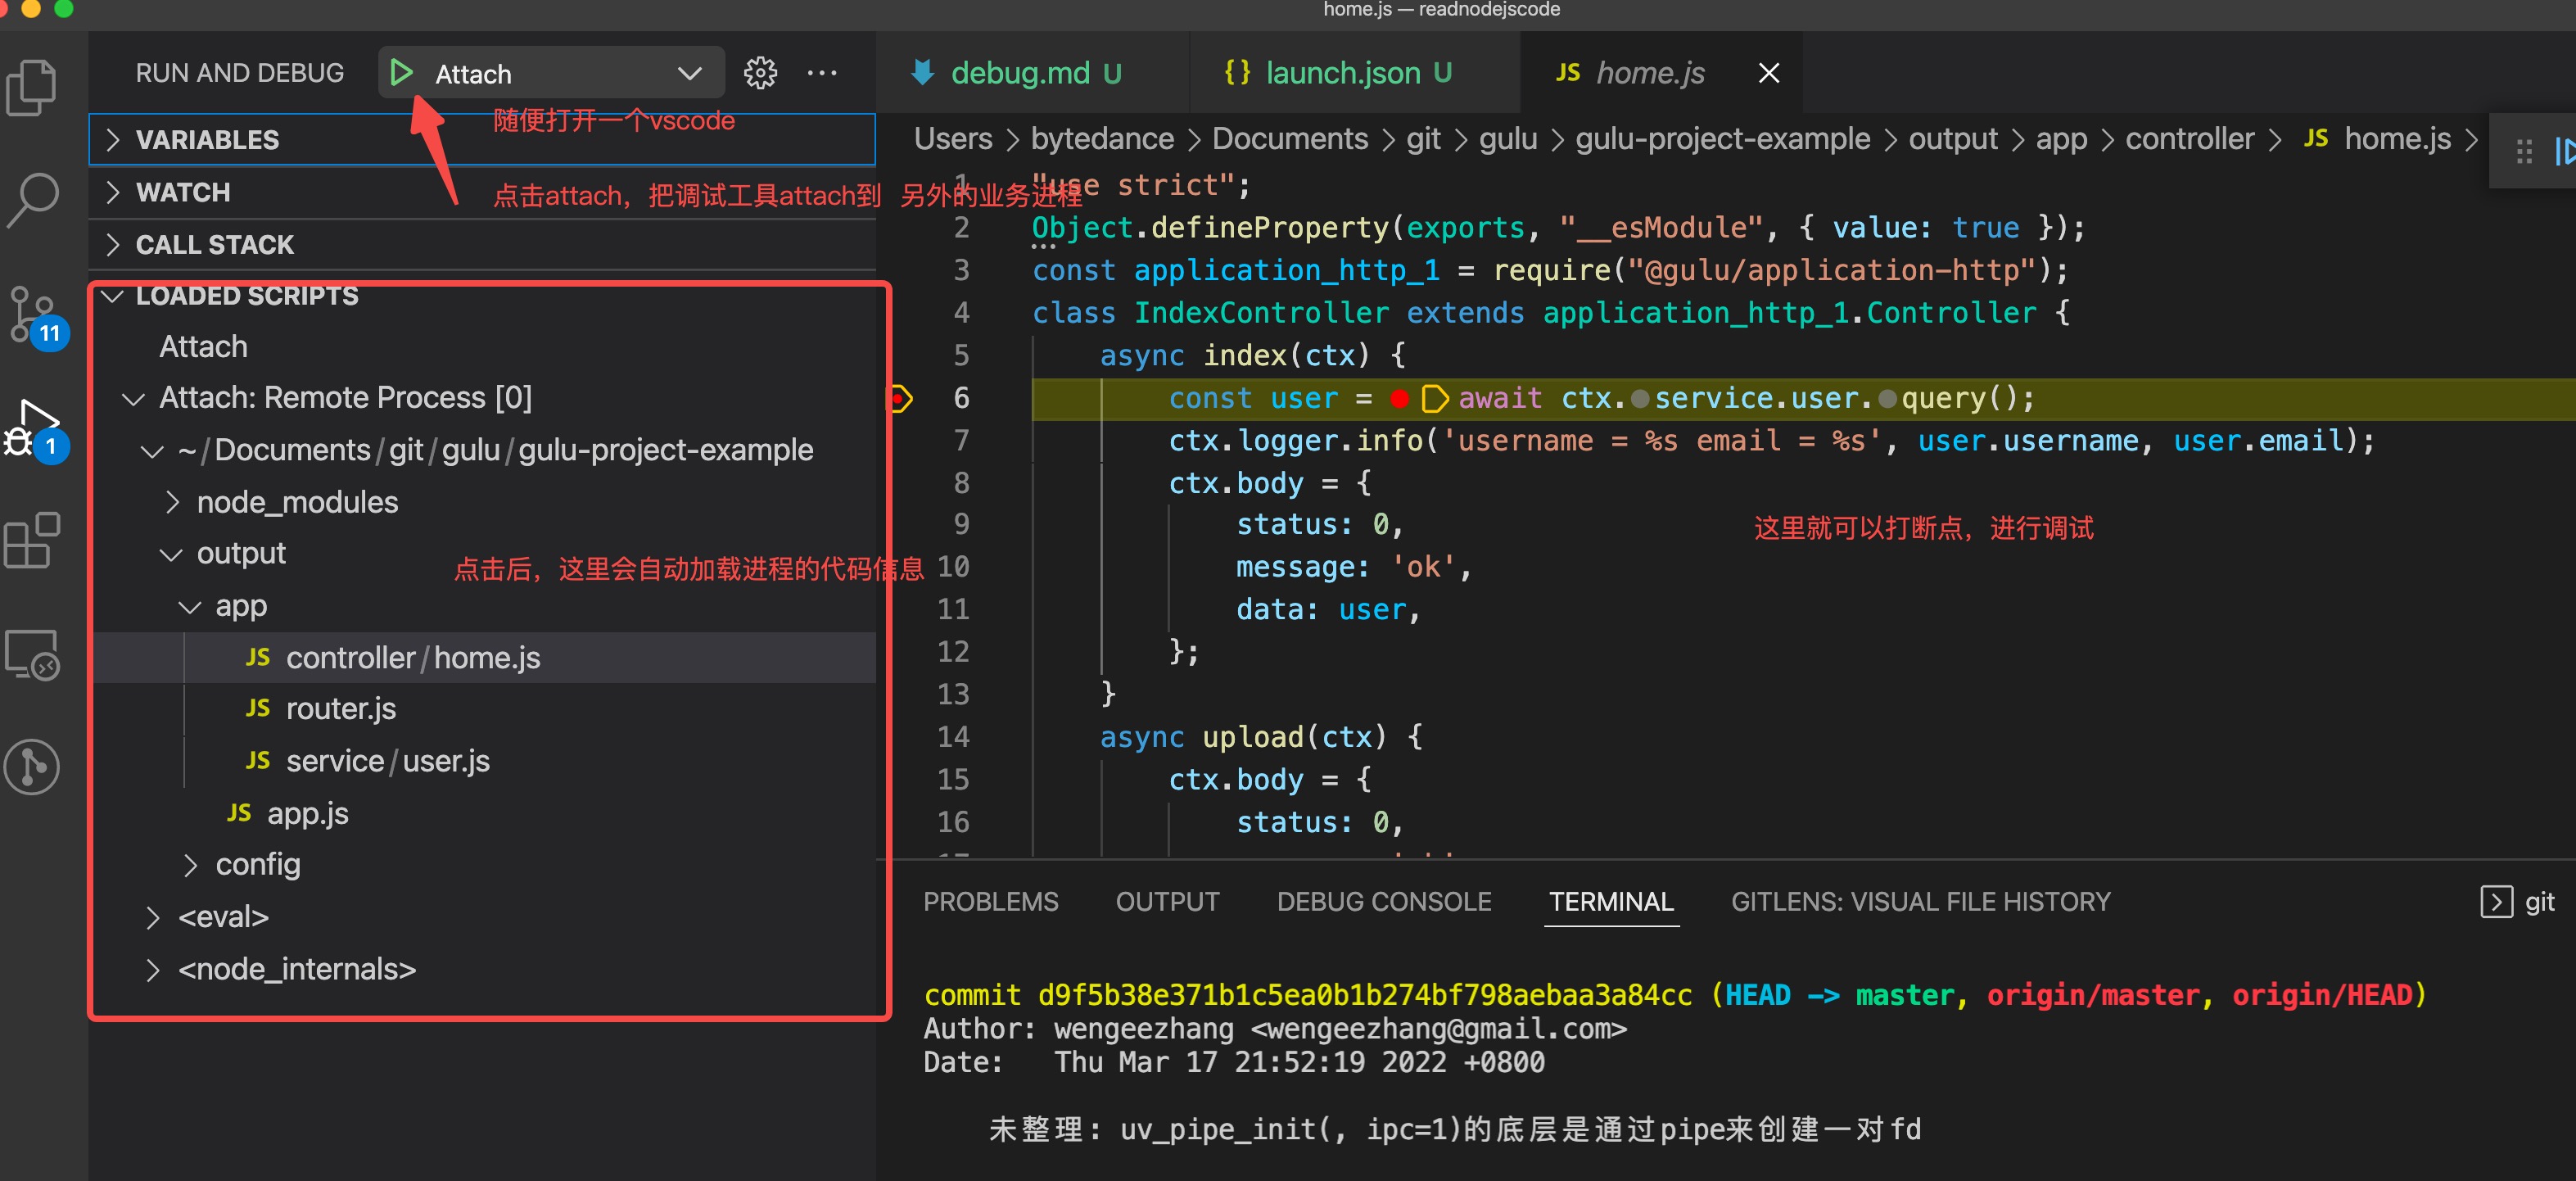 home.js — readnodejscode
RUN AND DEBUG
Attach
debug.md U
launch.json U
JS home.js
随便打开一个vscode
点击attach，把调试工具attach到 另外的业务进程
VARIABLES
WATCH
CALL STACK
LOADED SCRIPTS
Attach
Attach: Remote Process [0]
~/Documents/git/gulu/gulu-project-example
node_modules
output
点击后，这里会自动加载进程的代码信息
app
JS controller/home.js
JS router.js
JS service/user.js
JS app.js
config
<eval>
<node_internals>
11
1
Users > bytedance > Documents > git > gulu > gulu-project-example > output > app > controller > JS home.js >
1 "use strict";
2 Object.defineProperty(exports, "__esModule", { value: true });
3 const application_http_1 = require("@gulu/application-http");
4 class IndexController extends application_http_1.Controller {
5 async index(ctx) {
6 const user = await ctx.service.user.query();
7 ctx.logger.info('username = %s email = %s', user.username, user.email);
8 ctx.body = {
9 status: 0,
10 message: 'ok',
11 data: user,
12 };
13 }
14 async upload(ctx) {
15 ctx.body = {
16 status: 0,
这里就可以打断点，进行调试
PROBLEMS OUTPUT DEBUG CONSOLE TERMINAL GITLENS: VISUAL FILE HISTORY git
commit d9f5b38e371b1c5ea0b1b274bf798aebaa3a84cc (HEAD -> master, origin/master, origin/HEAD)
Author: wengeezhang <wengeezhang@gmail.com>
Date: Thu Mar 17 21:52:19 2022 +0800
未整理: uv_pipe_init(, ipc=1)的底层是通过pipe来创建一对fd